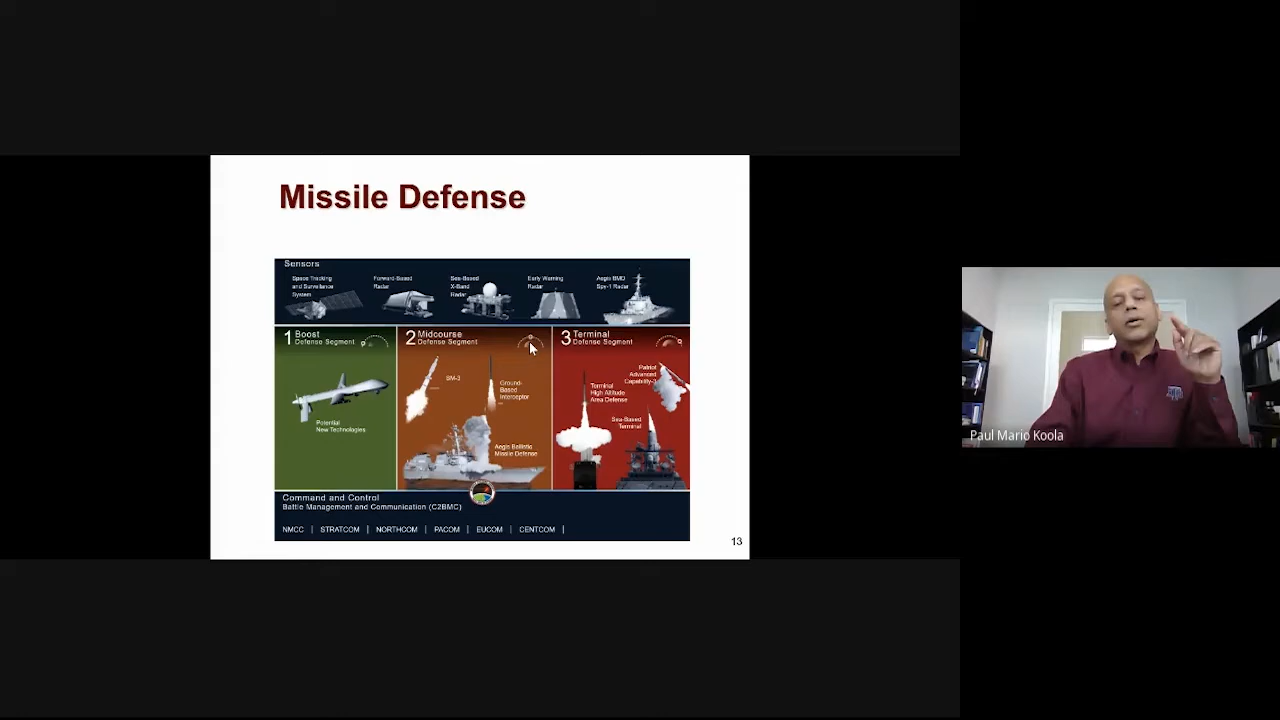 Missile Defense
Sensors
Space Tracking
and Surveillance
System
Forward-Based
Radar
Sea-Based
X-Band
Radar
Early Warning
Radar
Aegis BMD
Spy-1 Radar
1 Boost
Defense Segment
2 Midcourse
Defense Segment
3 Terminal
Defense Segment
Potential
New Technologies
SM-3
Ground-
Based
Interceptor
Aegis Ballistic
Missile Defense
Terminal
High Altitude
Area Defense
Patriot
Advanced
Capability-3
Sea-Based
Terminal
Command and Control
Battle Management and Communication (C2BMC)
NMCC | STRATCOM | NORTHCOM | PACOM | EUCOM | CENTCOM |
13
Paul Mario Koola